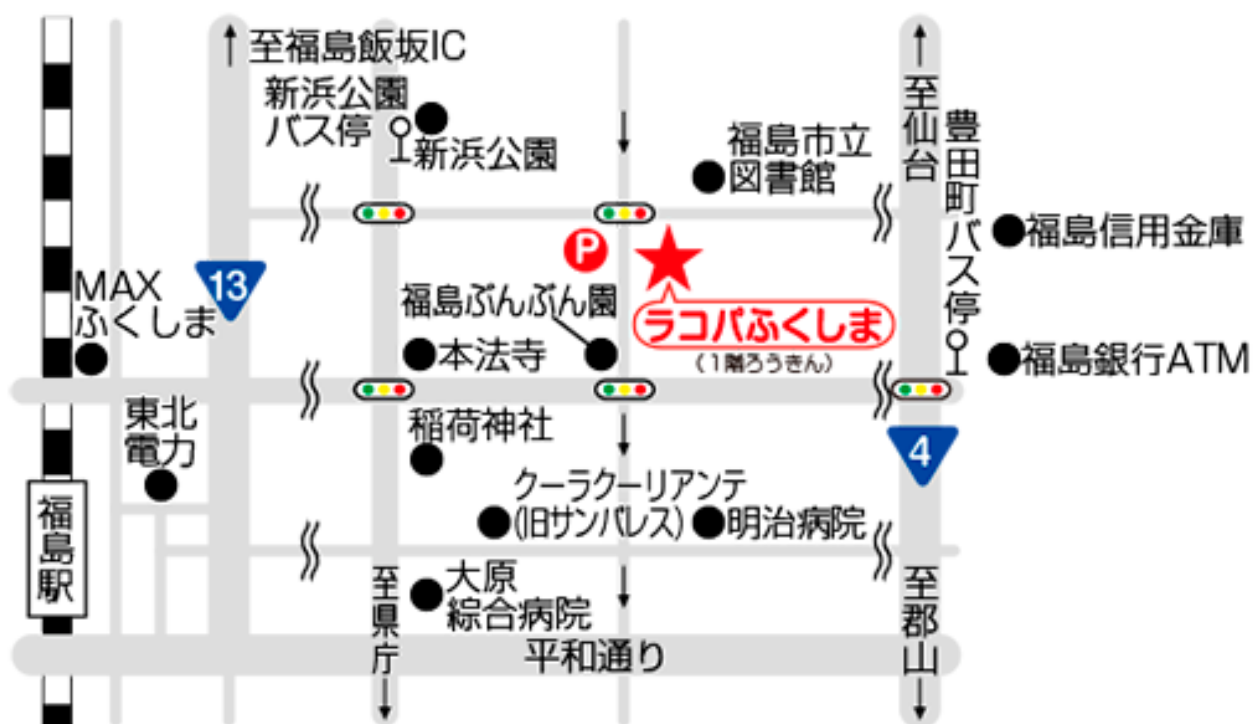 至福島飯坂IC
新浜公園
バス停
新浜公園
福島市立
図書館
至仙台
豊田町バス停
福島信用金庫
P
13
MAX
ふくしま
福島ぶんぶん園
ラコパふくしま
(1階ろうきん)
本法寺
福島銀行ATM
東北
電力
稲荷神社
4
クーラクーリアンテ
(旧サンパレス)
明治病院
福島駅
大原
綜合病院
至県庁
至郡山
平和通り